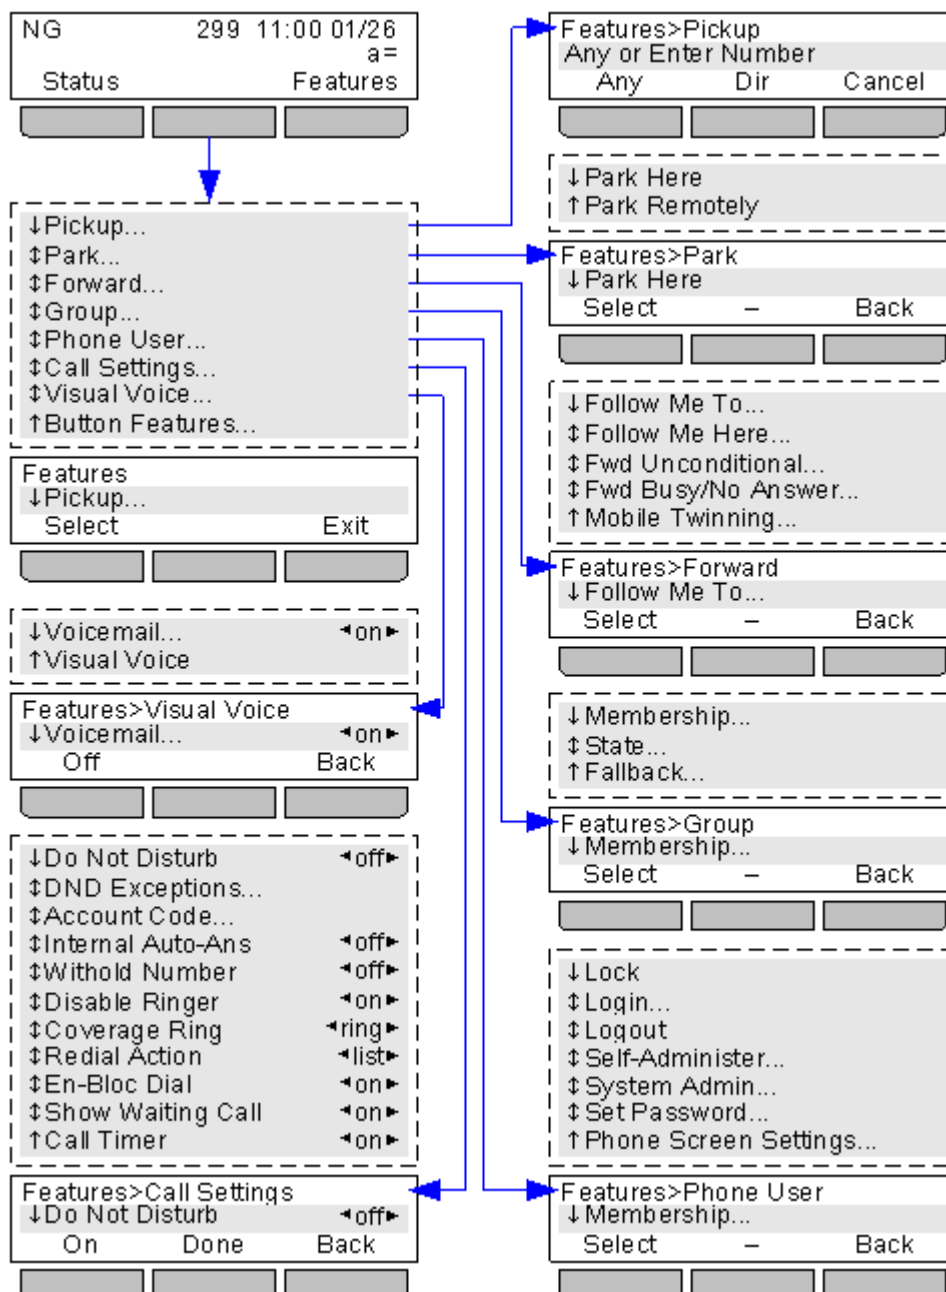 NG 299 11:00 01/26
a=
Status Features
↓Pickup...
↕Park...
↕Forward...
↕Group...
↕Phone User...
↕Call Settings...
↕Visual Voice...
↑Button Features...
Features
↓Pickup...
Select Exit
↓Voicemail... ◄on►
↑Visual Voice
Features>Visual Voice
↓Voicemail... ◄on►
Off Back
↓Do Not Disturb ◄off►
↕DND Exceptions...
↕Account Code...
↕Internal Auto-Ans ◄off►
↕Withold Number ◄off►
↕Disable Ringer ◄on►
↕Coverage Ring ◄ring►
↕Redial Action ◄list►
↕En-Bloc Dial ◄on►
↕Show Waiting Call ◄on►
↑Call Timer ◄on►
Features>Call Settings
↓Do Not Disturb ◄off►
On Done Back
Features>Pickup
Any or Enter Number
Any Dir Cancel
↓Park Here
↑Park Remotely
Features>Park
↓Park Here
Select – Back
↓Follow Me To...
↕Follow Me Here...
↕Fwd Unconditional...
↕Fwd Busy/No Answer...
↑Mobile Twinning...
Features>Forward
↓Follow Me To...
Select – Back
↓Membership...
↕State...
↑Fallback...
Features>Group
↓Membership...
Select – Back
↓Lock
↕Login...
↕Logout
↕Self-Administer...
↕System Admin...
↕Set Password...
↑Phone Screen Settings...
Features>Phone User
↓Membership...
Select – Back